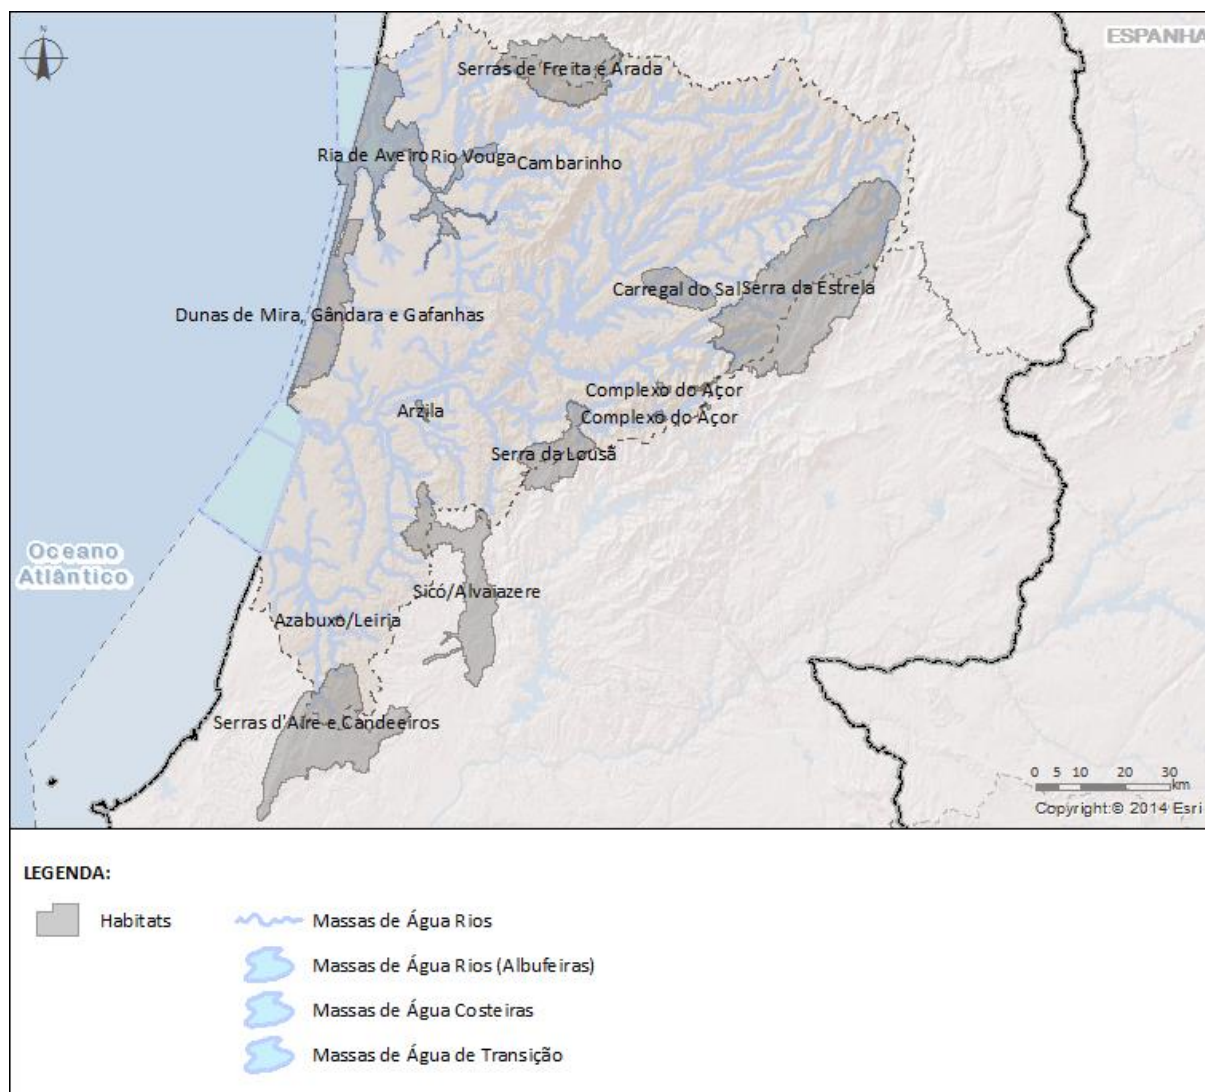 N
ESPANHA
Serras de Freita e Arada
Ria de Aveiro
Rio Vouga
Cambarinho
Carregal do Sal
Serra da Estrela
Dunas de Mira, Gândara e Gafanhas
Complexo do Açor
Arzila
Complexo do Açor
Serra da Lousã
Oceano
Atlântico
Sicó/Alvaiazere
Azabuxo/Leiria
Serras d'Aire e Candeeiros
0 5 10 20 30
km
Copyright:© 2014 Esri
LEGENDA:
Habitats
Massas de Água Rios
Massas de Água Rios (Albufeiras)
Massas de Água Costeiras
Massas de Água de Transição